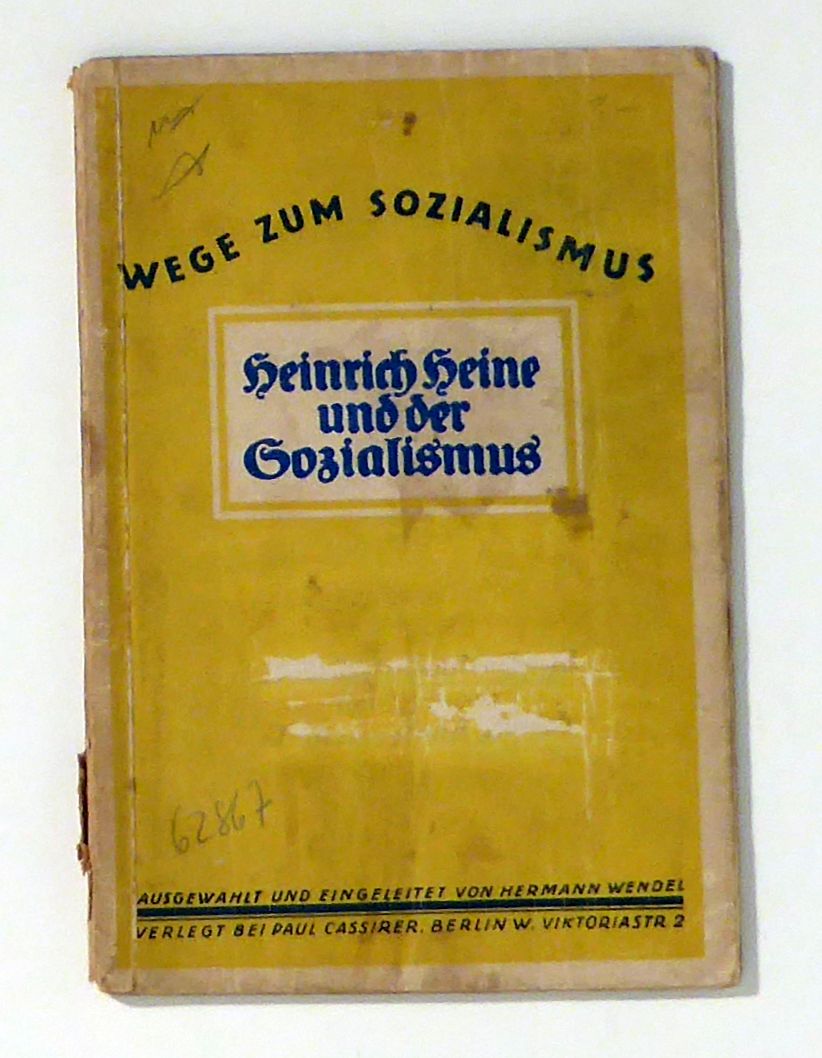 WEGE ZUM SOZIALISMUS
Heinrich Heine
und der
Sozialismus
62867
AUSGEWAHLT UND EINGELEITET VON HERMANN WENDEL
VERLEGT BEI PAUL CASSIRER, BERLIN W. VIKTORIASTR 2